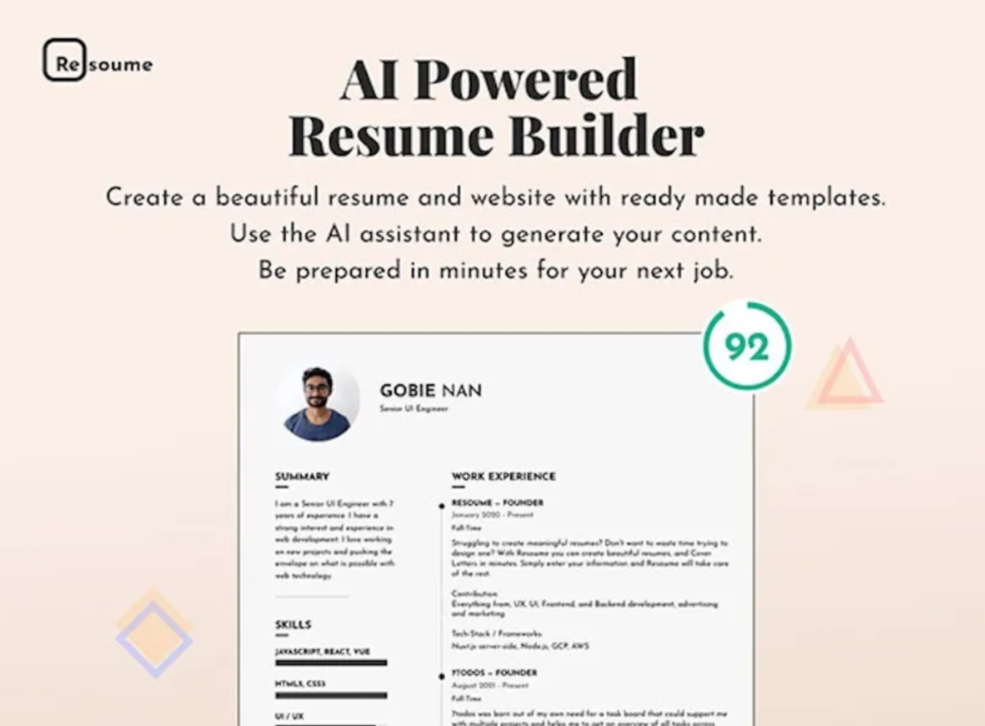 Resoume
AI Powered
Resume Builder
Create a beautiful resume and website with ready made templates.
Use the AI assistant to generate your content.
Be prepared in minutes for your next job.
92
GOBIE NAN
Senior UI Engineer
SUMMARY
I am a Senior UI Engineer with 7
years of experience. I have a
strong interest and experience in
web development. I love working
on new projects and pushing the
envelope on what is possible with
web technology.
SKILLS
JAVASCRIPT, REACT, VUE
HTML5, CSS3
UI / UX
WORK EXPERIENCE
RESOUME – FOUNDER
January 2020 - Present
Full-Time
Struggling to create meaningful resumes? Don't want to waste time trying to
design one? With Resoume you can create beautiful resumes, and Cover
Letters in minutes. Simply enter your information and Resoume will take care
of the rest.
Contribution:
Everything from, UX, UI, Frontend, and Backend development, advertising
and marketing
Tech Stack / Frameworks:
Nuxt.js server-side, Node.js, GCP, AWS
7TODOS – FOUNDER
August 2021 - Present
Full-Time
7todos was born out of my own need for a task board that could support me
with multiple projects and helps me to get an overview of all tasks across